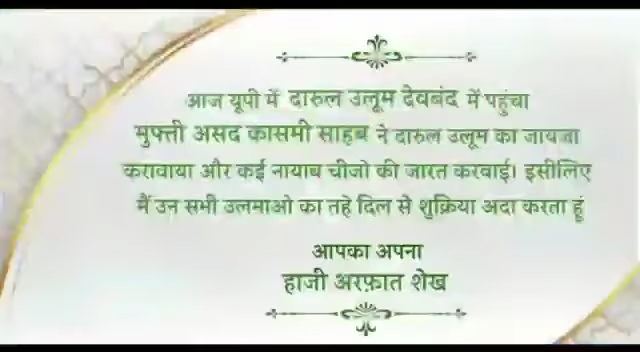 आज यूपी में दारुल उलूम देवबंद में पहुंचा
मुफ्ती असद कासमी साहब ने दारुल उलूम का जायजा
करावाया और कई नायाब चीजो की जारत करवाई। इसीलिए
मैं उन सभी उलमाओ का तहे दिल से शुक्रिया अदा करता हूं
आपका अपना
हाजी अरफ़ात शेख